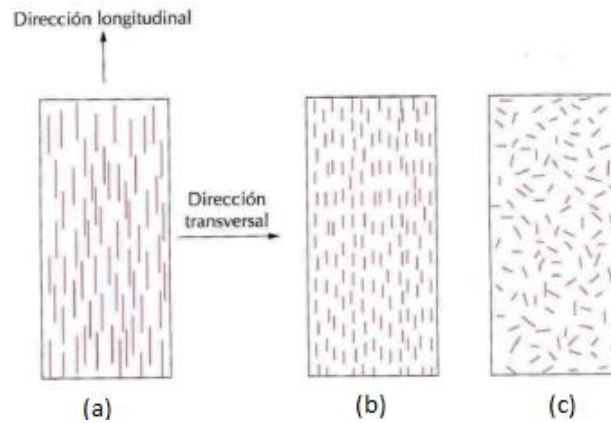 Dirección longitudinal
Dirección
transversal
(a)
(b)
(c)